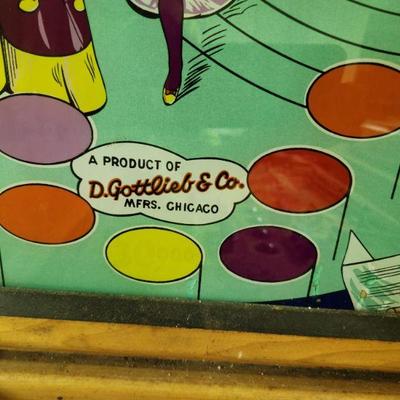 A PRODUCT OF
D. Gottlieb & Co.
MFRS. CHICAGO